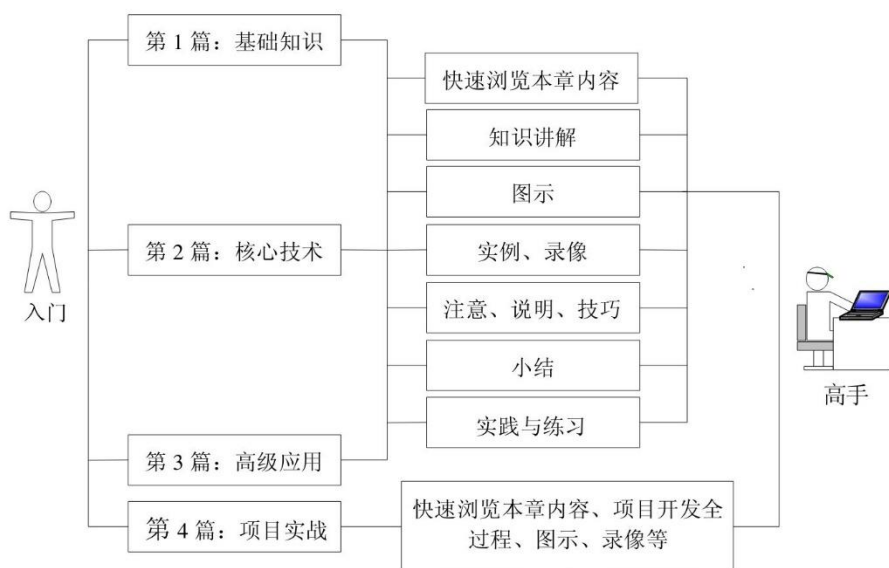 第 1 篇：基础知识
快速浏览本章内容
知识讲解
图示
第 2 篇：核心技术
实例、录像
入门
注意、说明、技巧
小结
高手
实践与练习
第 3 篇：高级应用
第 4 篇：项目实战
快速浏览本章内容、项目开发全
过程、图示、录像等